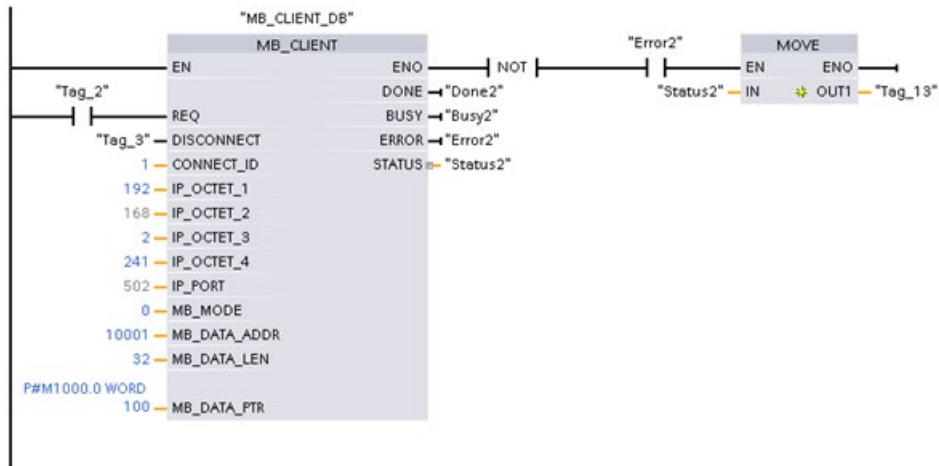 "MB_CLIENT_DB"
MB_CLIENT
EN ENO NOT "Error2" MOVE
EN ENO
"Tag_2" DONE "Done2" "Status2" IN OUT1 "Tag_13"
REQ BUSY "Busy2"
"Tag_3" DISCONNECT ERROR "Error2"
1 CONNECT_ID STATUS "Status2"
192 IP_OCTET_1
168 IP_OCTET_2
2 IP_OCTET_3
241 IP_OCTET_4
502 IP_PORT
0 MB_MODE
10001 MB_DATA_ADDR
32 MB_DATA_LEN
P#M1000.0 WORD
100 MB_DATA_PTR